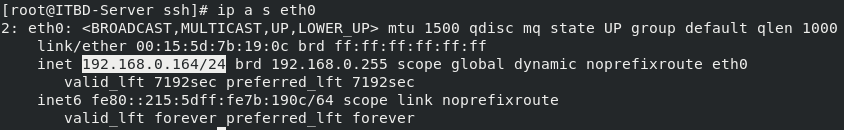 [root@ITBD-Server ssh]# ip a s eth0
2: eth0: <BROADCAST,MULTICAST,UP,LOWER_UP> mtu 1500 qdisc mq state UP group default qlen 1000
    link/ether 00:15:5d:7b:19:0c brd ff:ff:ff:ff:ff:ff
    inet 192.168.0.164/24 brd 192.168.0.255 scope global dynamic noprefixroute eth0
       valid_lft 7192sec preferred_lft 7192sec
    inet6 fe80::215:5dff:fe7b:190c/64 scope link noprefixroute
       valid_lft forever preferred_lft forever